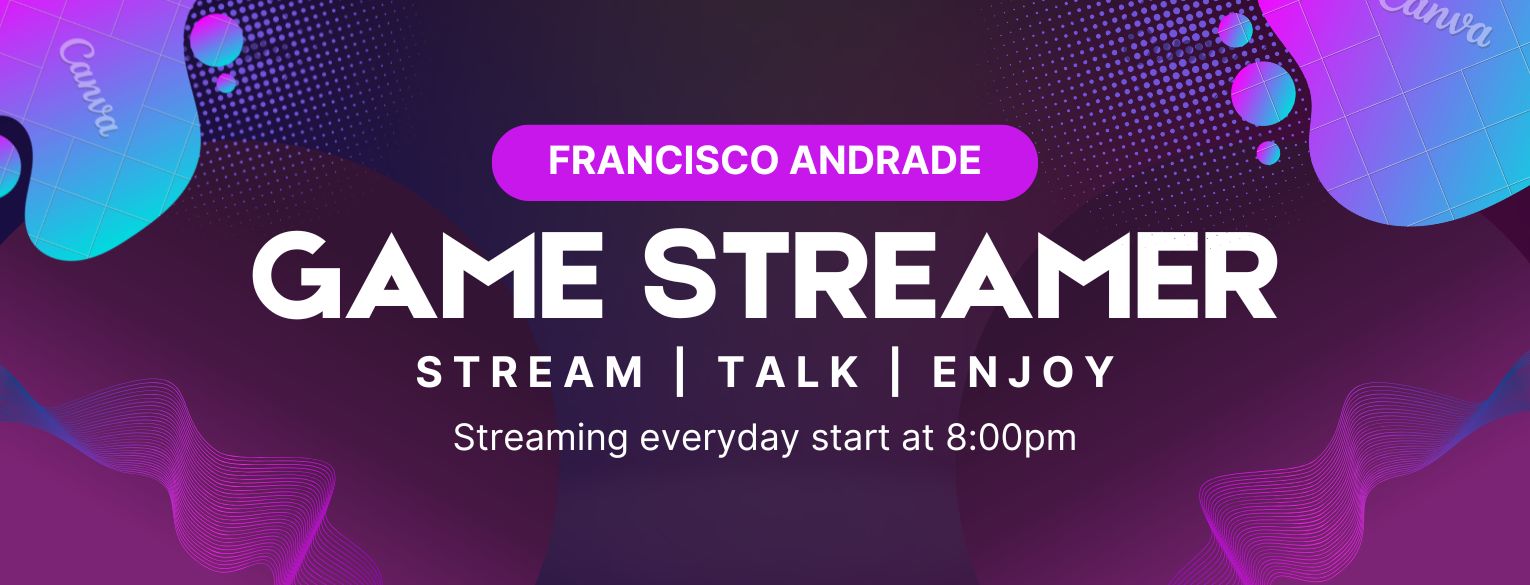 Canva
Canva
FRANCISCO ANDRADE
GAME STREAMER
STREAM | TALK | ENJOY
Streaming everyday start at 8:00pm